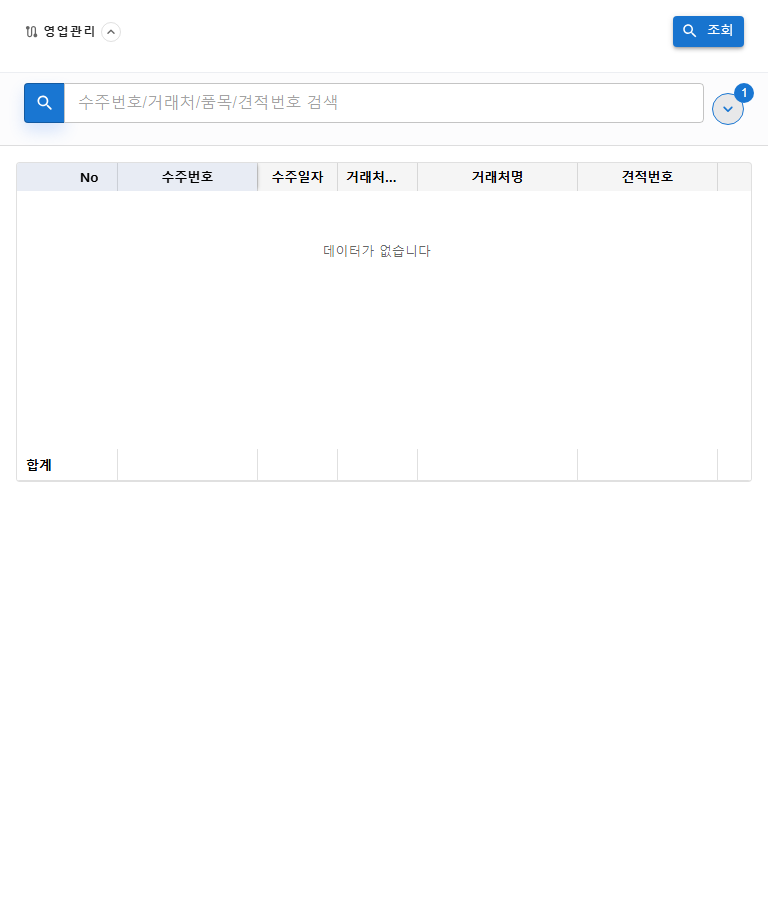 영업관리
조회
수주번호/거래처/품목/견적번호 검색
1
No 수주번호 수주일자 거래처... 거래처명 견적번호
데이터가 없습니다
합계